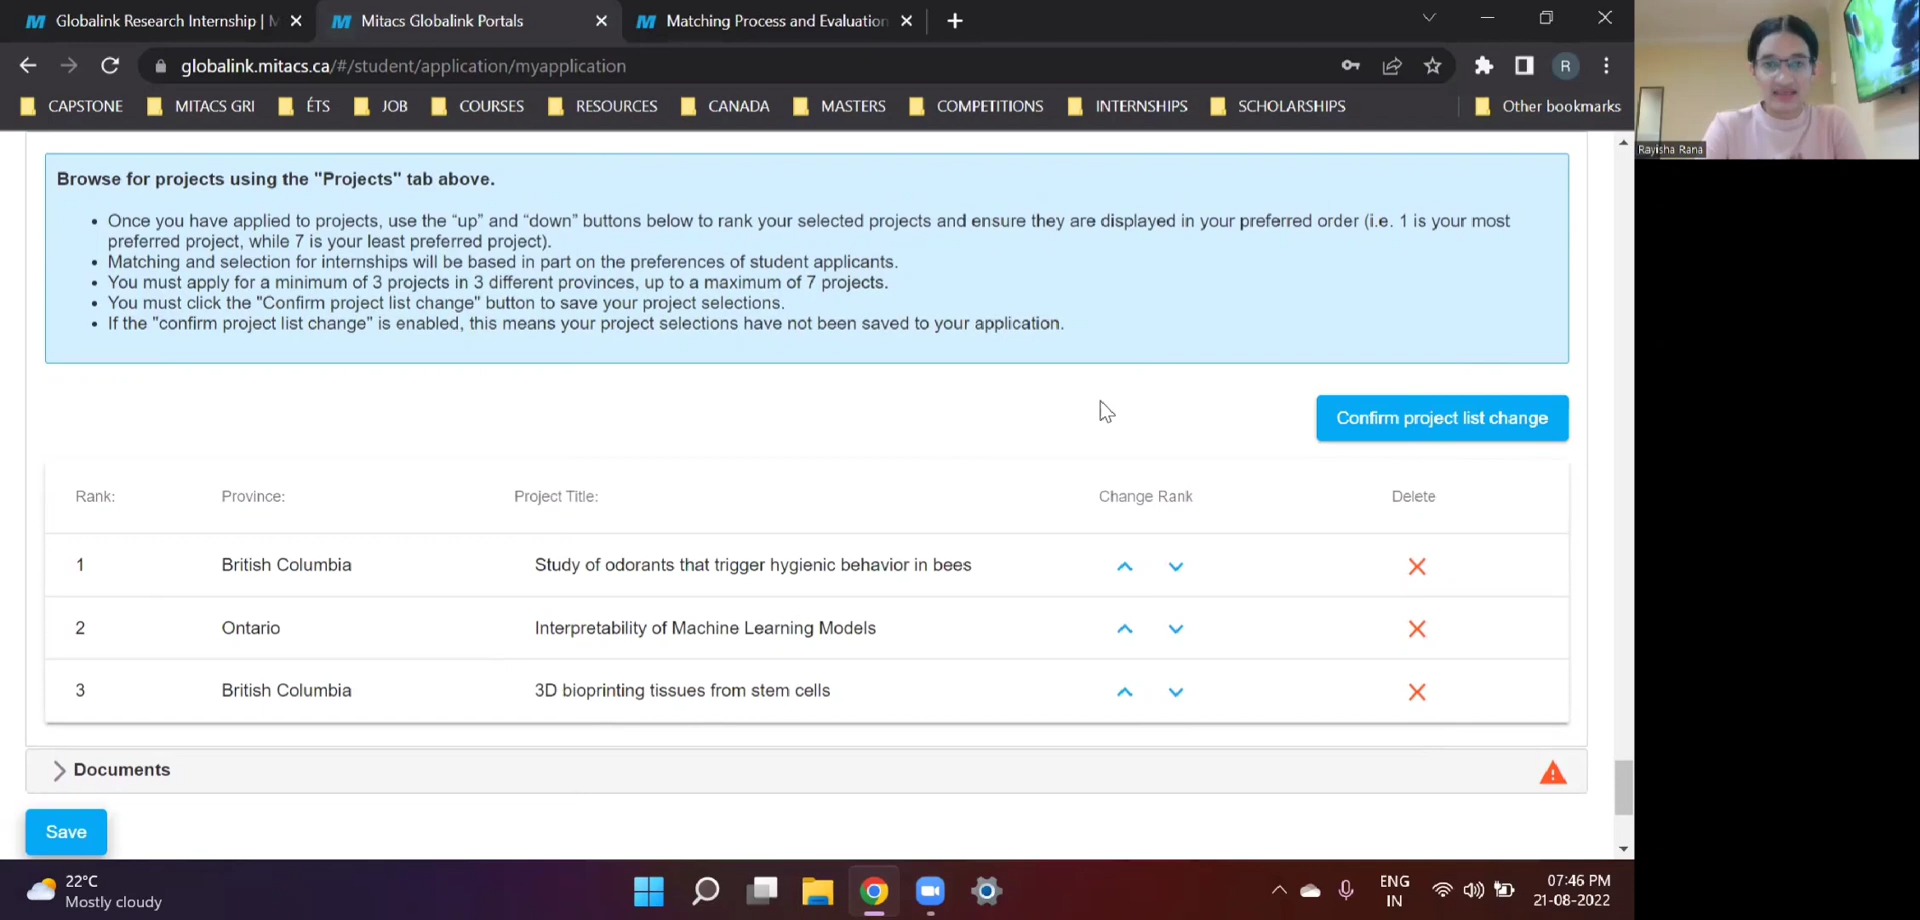 Globalink Research Internship | M
Mitacs Globalink Portals
Matching Process and Evaluation
globalink.mitacs.ca/#/student/application/myapplication
R
CAPSTONE
MITACS GRI
ÉTS
JOB
COURSES
RESOURCES
CANADA
MASTERS
COMPETITIONS
INTERNSHIPS
SCHOLARSHIPS
Other bookmarks
Rayisha Rana
Browse for projects using the "Projects" tab above.
• Once you have applied to projects, use the “up” and “down” buttons below to rank your selected projects and ensure they are displayed in your preferred order (i.e. 1 is your most
preferred project, while 7 is your least preferred project).
• Matching and selection for internships will be based in part on the preferences of student applicants.
• You must apply for a minimum of 3 projects in 3 different provinces, up to a maximum of 7 projects.
• You must click the "Confirm project list change" button to save your project selections.
• If the "confirm project list change” is enabled, this means your project selections have not been saved to your application.
Confirm project list change
Rank: Province: Project Title: Change Rank Delete
1 British Columbia Study of odorants that trigger hygienic behavior in bees
2 Ontario Interpretability of Machine Learning Models
3 British Columbia 3D bioprinting tissues from stem cells
Documents
Save
22°C
Mostly cloudy
ENG
IN
07:46 PM
21-08-2022